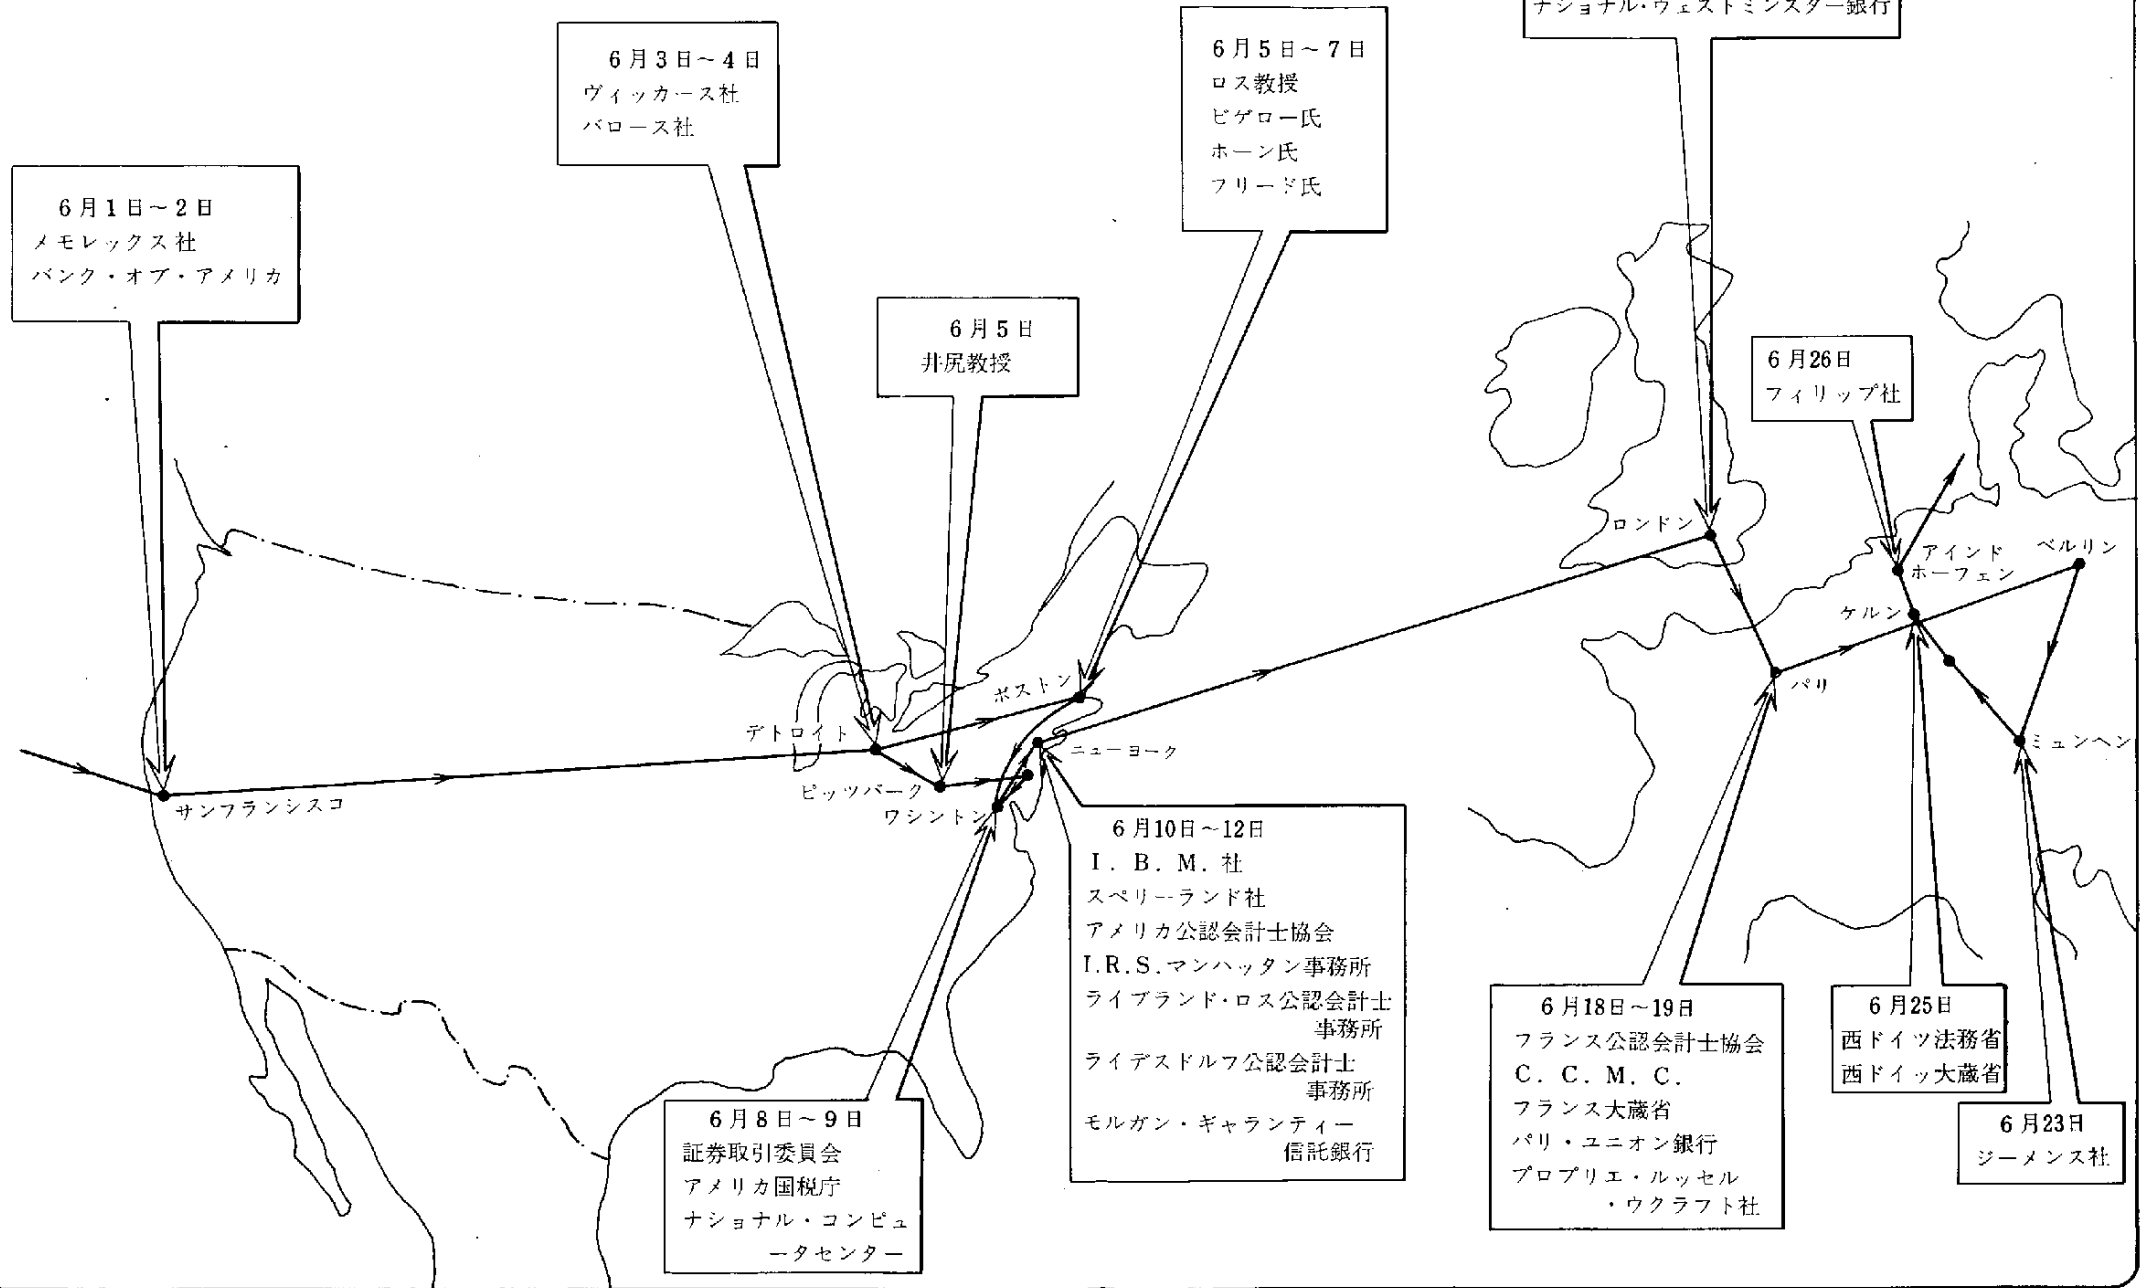 ナショナル・ウェストミンスター銀行
6月3日~4日
ヴィッカース社
バロース社
6月5日~7日
ロス教授
ビゲロー氏
ホーン氏
フリード氏
6月1日~2日
メモレックス社
バンク・オブ・アメリカ
6月5日
井尻教授
6月26日
フィリップ社
ロンドン
アインド
ホーフェン
ベルリン
ケルン
パリ
ミュンヘン
ボストン
デトロイト
ニューヨーク
ピッツバーク
ワシントン
サンフランシスコ
6月10日~12日
I. B. M. 社
スペリーランド社
アメリカ公認会計士協会
I.R.S.マンハッタン事務所
ライブランド・ロス公認会計士
事務所
ライデスドルフ公認会計士
事務所
モルガン・ギャランティー
信託銀行
6月8日~9日
証券取引委員会
アメリカ国税庁
ナショナル・コンピュ
ータセンター
6月18日~19日
フランス公認会計士協会
C. C. M. C.
フランス大蔵省
パリ・ユニオン銀行
プロプリエ・ルッセル
・ウクラフト社
6月25日
西ドイツ法務省
西ドイッ大蔵省
6月23日
ジーメンス社